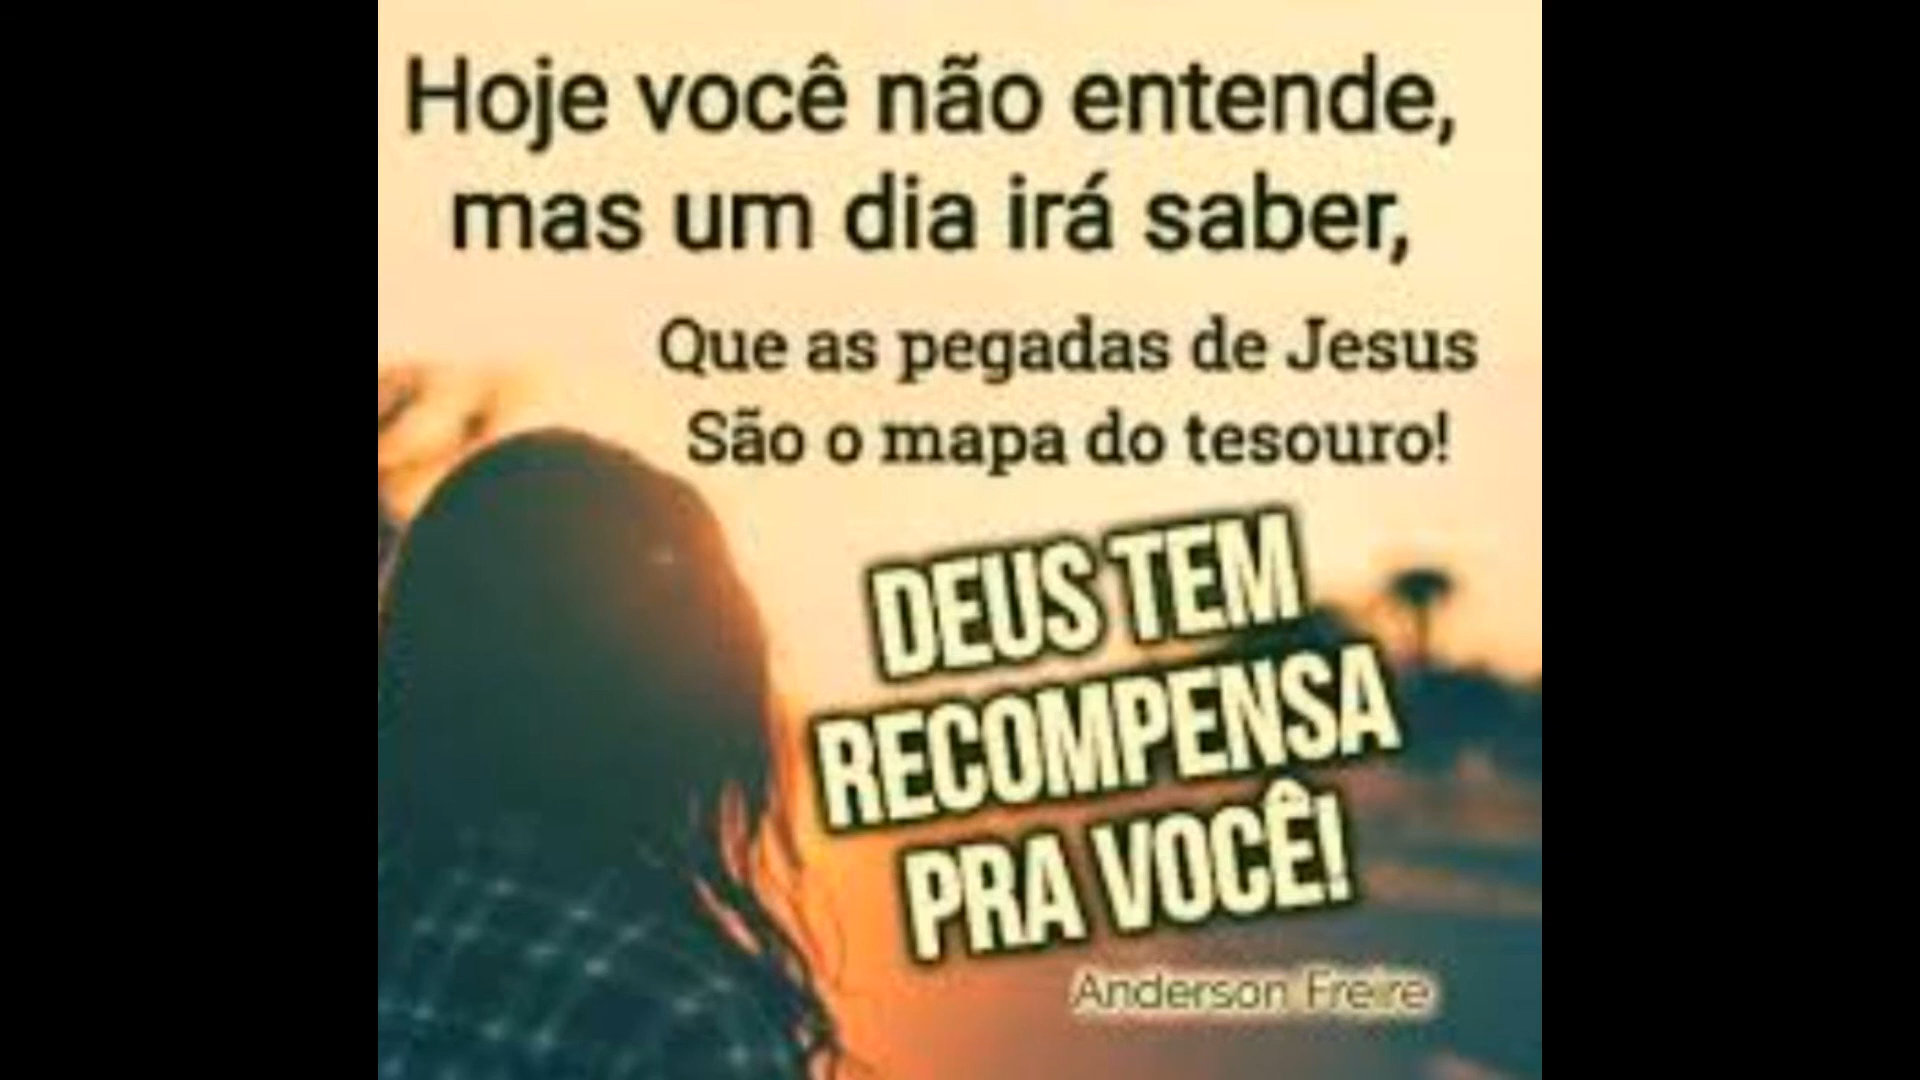 Hoje você não entende,
mas um dia irá saber,
Que as pegadas de Jesus
São o mapa do tesouro!
DEUS TEM
RECOMPENSA
PRA VOCÊ!
Anderson Freire